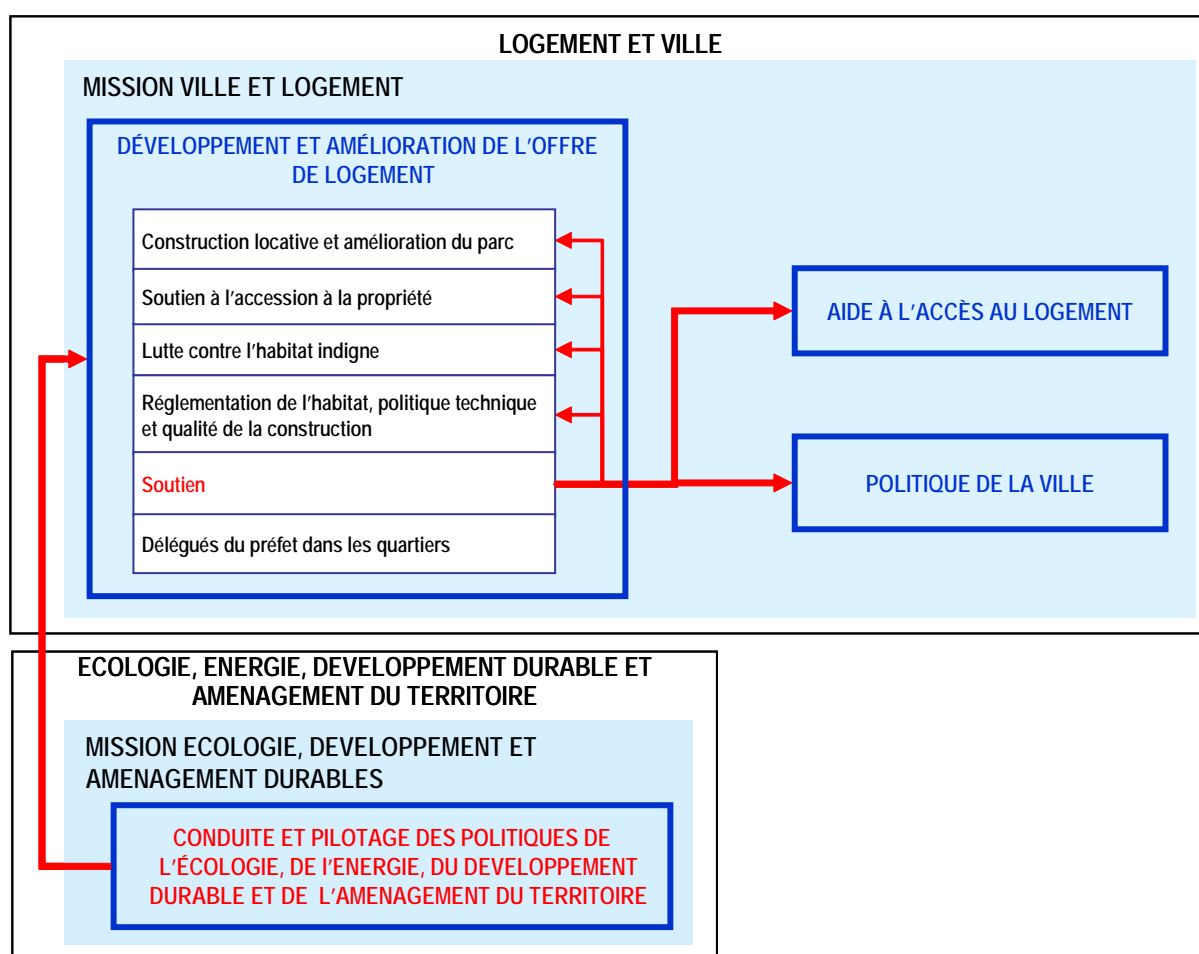 LOGEMENT ET VILLE
MISSION VILLE ET LOGEMENT
DÉVELOPPEMENT ET AMÉLIORATION DE L'OFFRE
DE LOGEMENT
Construction locative et amélioration du parc
Soutien à l'accession à la propriété
Lutte contre l'habitat indigne
Réglementation de l'habitat, politique technique
et qualité de la construction
Soutien
Délégués du préfet dans les quartiers
AIDE À L'ACCÈS AU LOGEMENT
POLITIQUE DE LA VILLE
ECOLOGIE, ENERGIE, DEVELOPPEMENT DURABLE ET
AMENAGEMENT DU TERRITOIRE
MISSION ECOLOGIE, DEVELOPPEMENT ET
AMENAGEMENT DURABLES
CONDUITE ET PILOTAGE DES POLITIQUES DE
L'ÉCOLOGIE, DE l'ENERGIE, DU DEVELOPPEMENT
DURABLE ET DE L'AMENAGEMENT DU TERRITOIRE